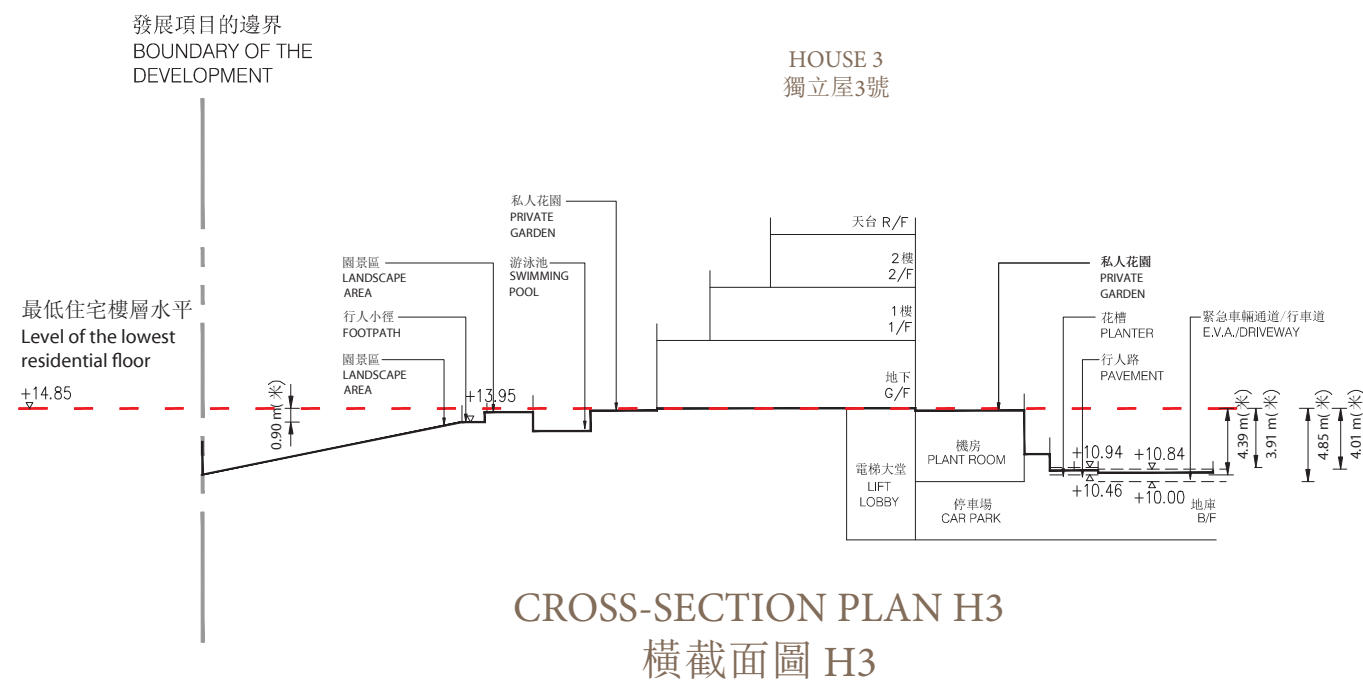 發展項目的邊界
BOUNDARY OF THE
DEVELOPMENT
HOUSE 3
獨立屋3號
私人花園
PRIVATE
GARDEN
天台 R/F
園景區
LANDSCAPE
AREA
游泳池
SWIMMING
POOL
2樓
2/F
私人花園
PRIVATE
GARDEN
最低住宅樓層水平
Level of the lowest
residential floor
行人小徑
FOOTPATH
1樓
1/F
花槽
PLANTER
緊急車輛通道/行車道
E.V.A./DRIVEWAY
園景區
LANDSCAPE
AREA
地下
G/F
行人路
PAVEMENT
+14.85
0.90 m(米)
+13.95
4.39 m(米)
3.91 m(米)
4.85 m(米)
4.01 m(米)
電梯大堂
LIFT
LOBBY
機房
PLANT ROOM
+10.94
+10.84
+10.46
+10.00
停車場
CAR PARK
地庫
B/F
CROSS-SECTION PLAN H3
橫截面圖 H3